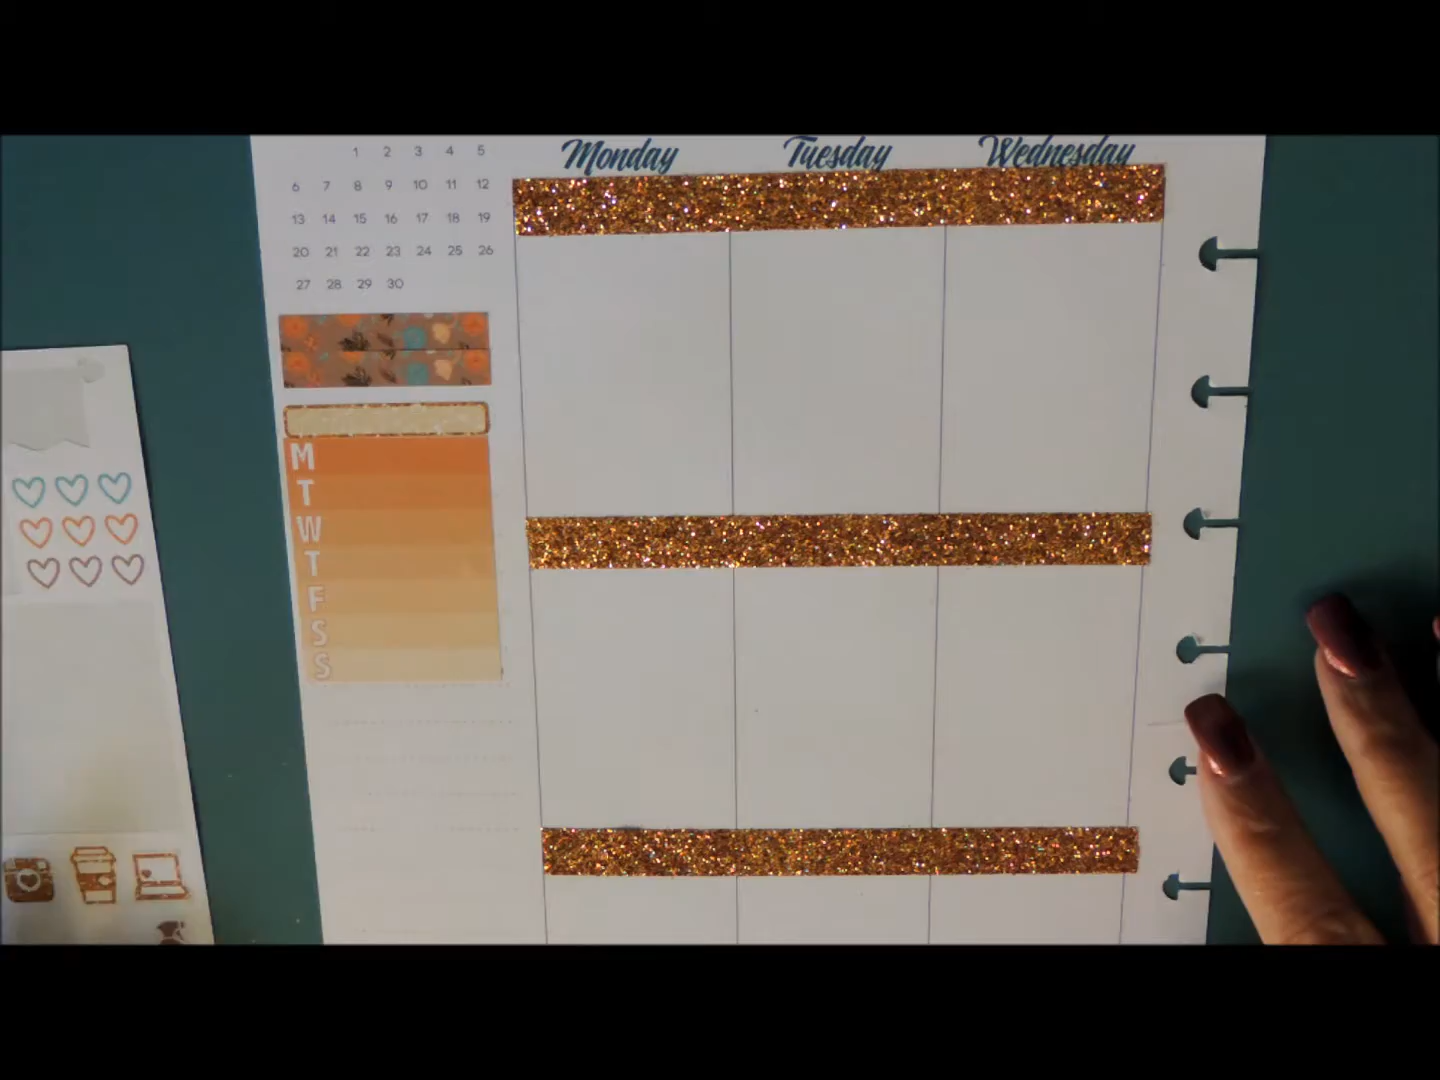 Monday Tuesday Wednesday
1 2 3 4 5
6 7 8 9 10 11 12
13 14 15 16 17 18 19
20 21 22 23 24 25 26
27 28 29 30
M
T
W
T
F
S
S